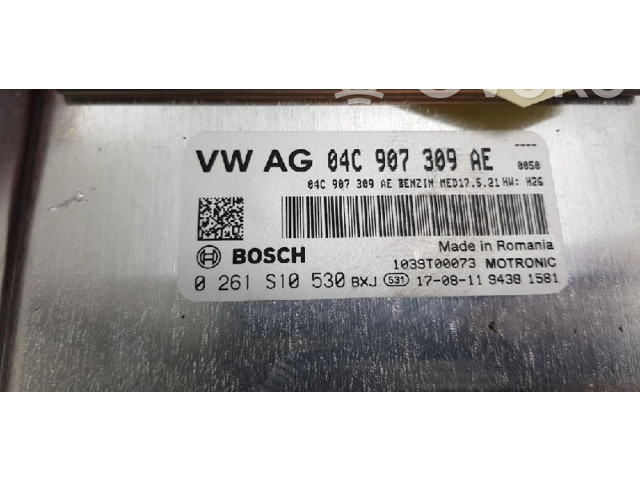 VW AG 04C 907 309 AE ----
0050
04C 907 309 AE BENZIN MED17.5.21 HW: H26
Made in Romania
BOSCH 1039T00073 MOTRONIC
0 261 S10 530 BXJ 531 17-08-11 9438 1581